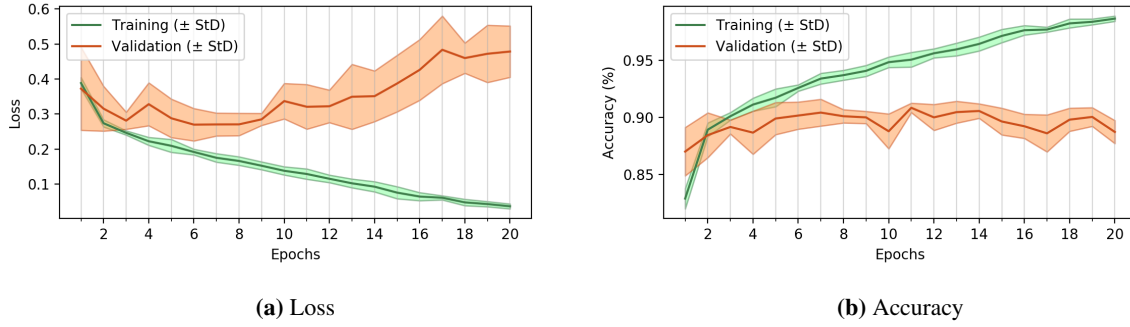 0.6
0.5
0.4
0.3
0.2
0.1
Loss
Training (± StD)
Validation (± StD)
2 4 6 8 10 12 14 16 18 20
Epochs
(a) Loss
0.95
0.90
0.85
Accuracy (%)
Training (± StD)
Validation (± StD)
2 4 6 8 10 12 14 16 18 20
Epochs
(b) Accuracy